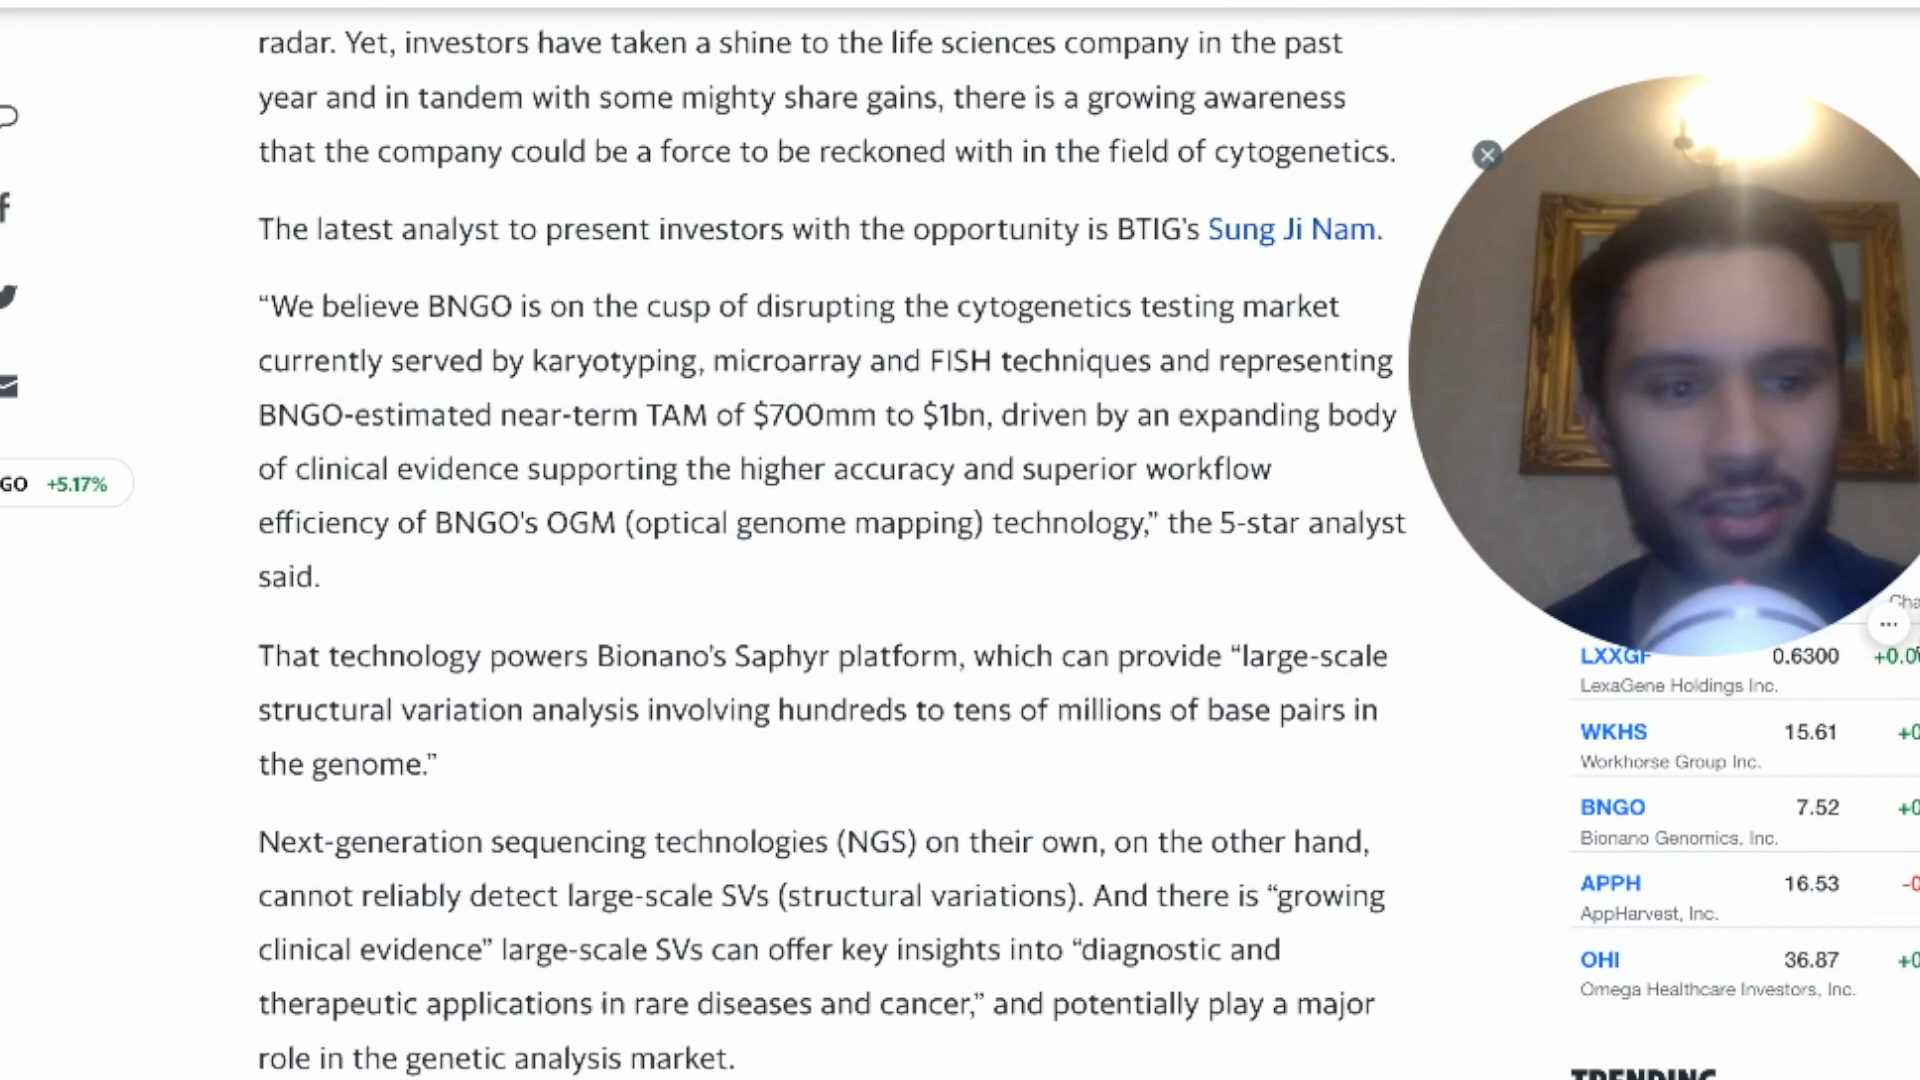 radar. Yet, investors have taken a shine to the life sciences company in the past
year and in tandem with some mighty share gains, there is a growing awareness
that the company could be a force to be reckoned with in the field of cytogenetics.
The latest analyst to present investors with the opportunity is BTIG’s Sung Ji Nam.
“We believe BNGO is on the cusp of disrupting the cytogenetics testing market
currently served by karyotyping, microarray and FISH techniques and representing
BNGO-estimated near-term TAM of $700mm to $1bn, driven by an expanding body
of clinical evidence supporting the higher accuracy and superior workflow
efficiency of BNGO's OGM (optical genome mapping) technology,” the 5-star analyst
said.
That technology powers Bionano’s Saphyr platform, which can provide “large-scale
structural variation analysis involving hundreds to tens of millions of base pairs in
the genome.”
Next-generation sequencing technologies (NGS) on their own, on the other hand,
cannot reliably detect large-scale SVs (structural variations). And there is “growing
clinical evidence” large-scale SVs can offer key insights into “diagnostic and
therapeutic applications in rare diseases and cancer,” and potentially play a major
role in the genetic analysis market.
GO +5.17%
Cha
LXXGF 0.6300 +0.0
LexaGene Holdings Inc.
WKHS 15.61 +0
Workhorse Group Inc.
BNGO 7.52 +0
Bionano Genomics, Inc.
APPH 16.53 -0
AppHarvest, Inc.
OHI 36.87 +0
Omega Healthcare Investors, Inc.
TRENDING